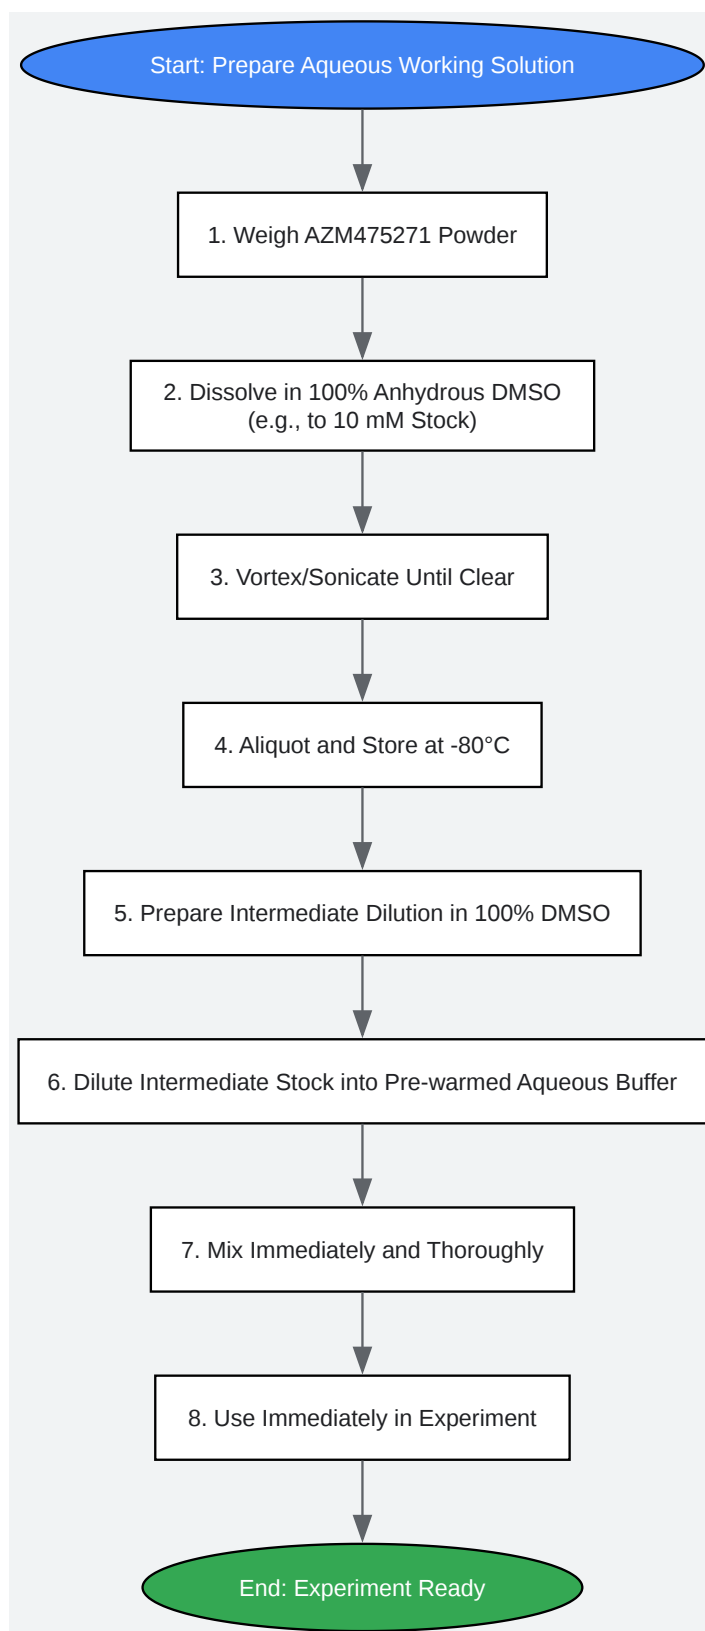 Start: Prepare Aqueous Working Solution
1. Weigh AZM475271 Powder
2. Dissolve in 100% Anhydrous DMSO
(e.g., to 10 mM Stock)
3. Vortex/Sonicate Until Clear
4. Aliquot and Store at -80°C
5. Prepare Intermediate Dilution in 100% DMSO
6. Dilute Intermediate Stock into Pre-warmed Aqueous Buffer
7. Mix Immediately and Thoroughly
8. Use Immediately in Experiment
End: Experiment Ready